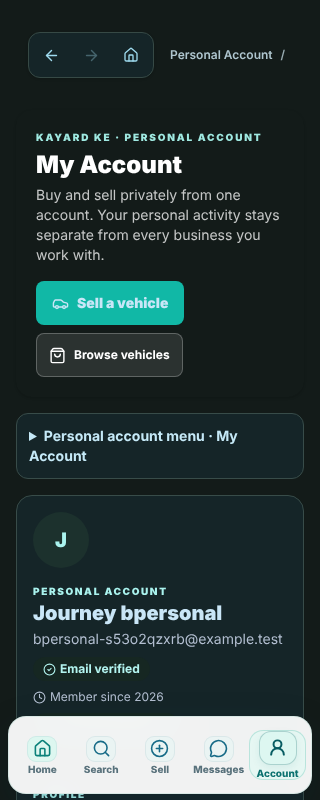 Personal Account /
KAYARD KE · PERSONAL ACCOUNT
My Account
Buy and sell privately from one
account. Your personal activity stays
separate from every business you
work with.
Sell a vehicle
Browse vehicles
Personal account menu · My
Account
J
PERSONAL ACCOUNT
Journey bpersonal
bpersonal-s53o2qzxrb@example.test
Email verified
Member since 2026
Home
Search
Sell
Messages
Account
PROFILE